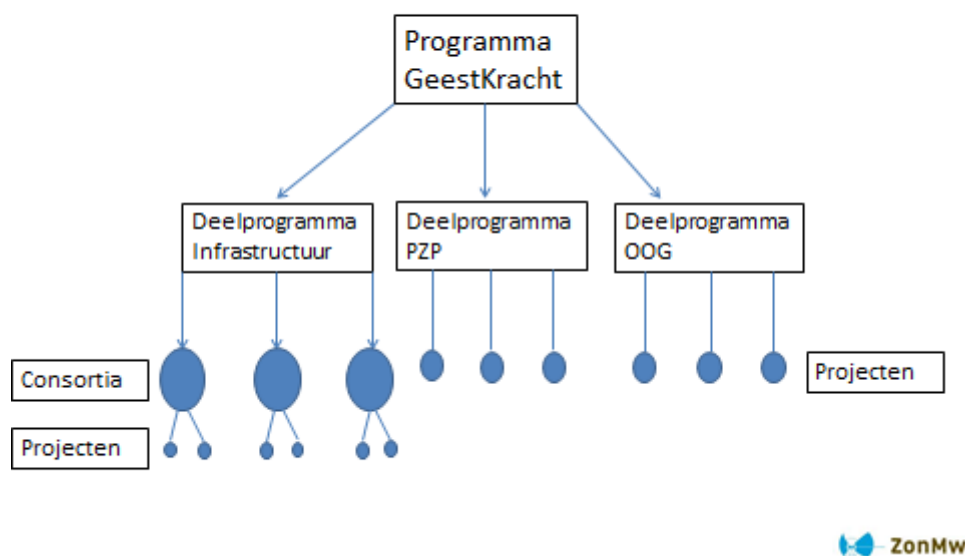 Programma
GeestKracht
Deelprogramma
Infrastructuur
Deelprogramma
PZP
Deelprogramma
OOG
Consortia
Projecten
Projecten
ZonMw